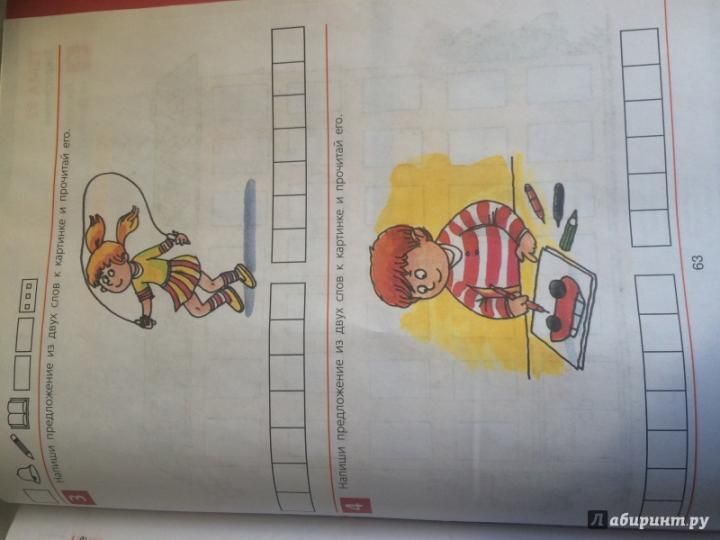 3
Напиши предложение из двух слов к картинке и прочитай его.
4
Напиши предложение из двух слов к картинке и прочитай его.
63
Лабиринт.ру